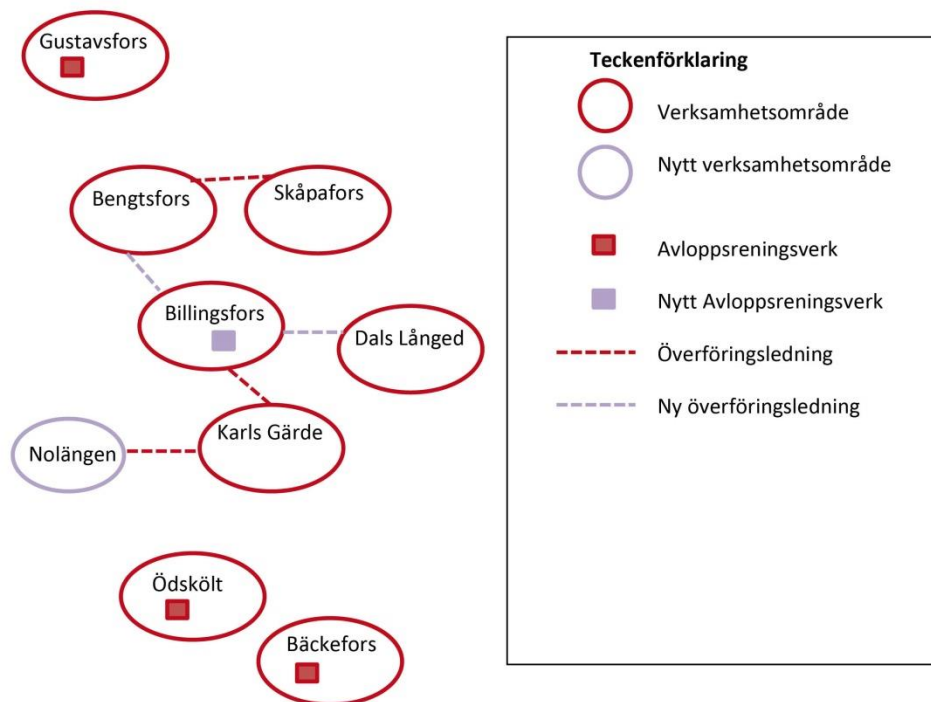 Gustavsfors
Bengtsfors
Skåpafors
Billingsfors
Dals Långed
Karls Gärde
Nolängen
Ödskölt
Bäckefors
Teckenförklaring
Verksamhetsområde
Nytt verksamhetsområde
Avloppsreningsverk
Nytt Avloppsreningsverk
Överföringsledning
Ny överföringsledning